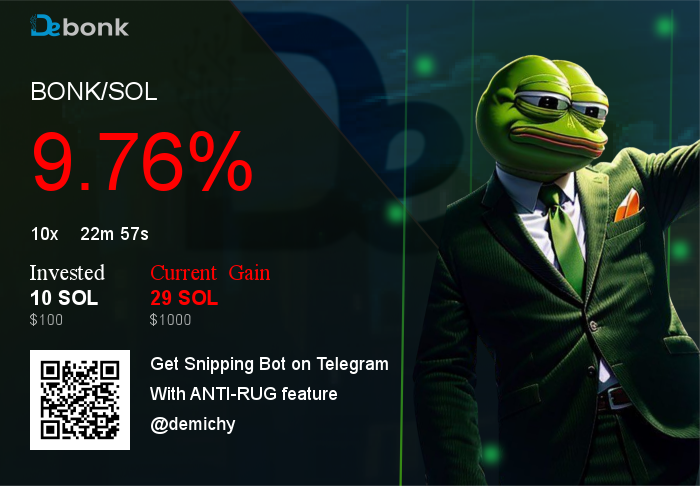 Debonk
BONK/SOL
9.76%
10x 22m 57s
Invested Current Gain
10 SOL 29 SOL
$100 $1000
Get Snipping Bot on Telegram
With ANTI-RUG feature
@demichy